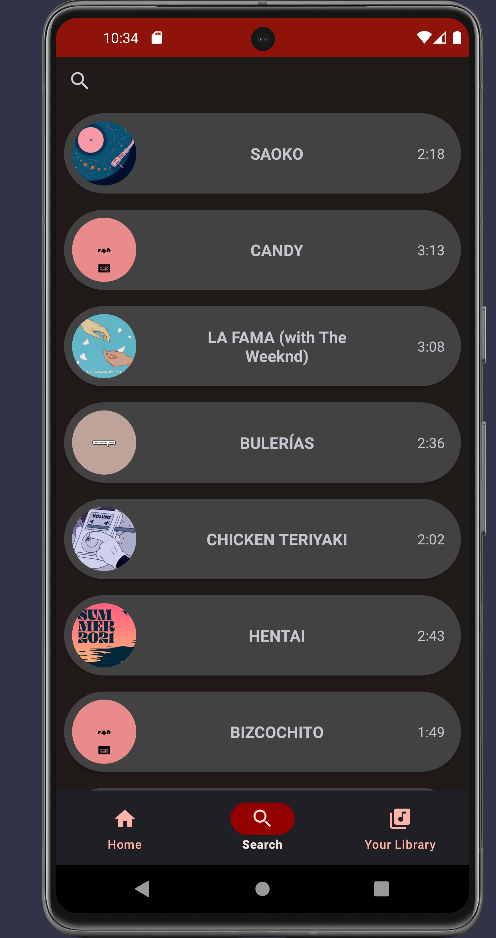 10:34
SAOKO
2:18
CANDY
3:13
LA FAMA (with The
Weeknd)
3:08
BULERÍAS
2:36
VOLUME
CHICKEN TERIYAKI
2:02
SUM
MER
2021
HENTAI
2:43
BIZCOCHITO
1:49
Home
Search
Your Library